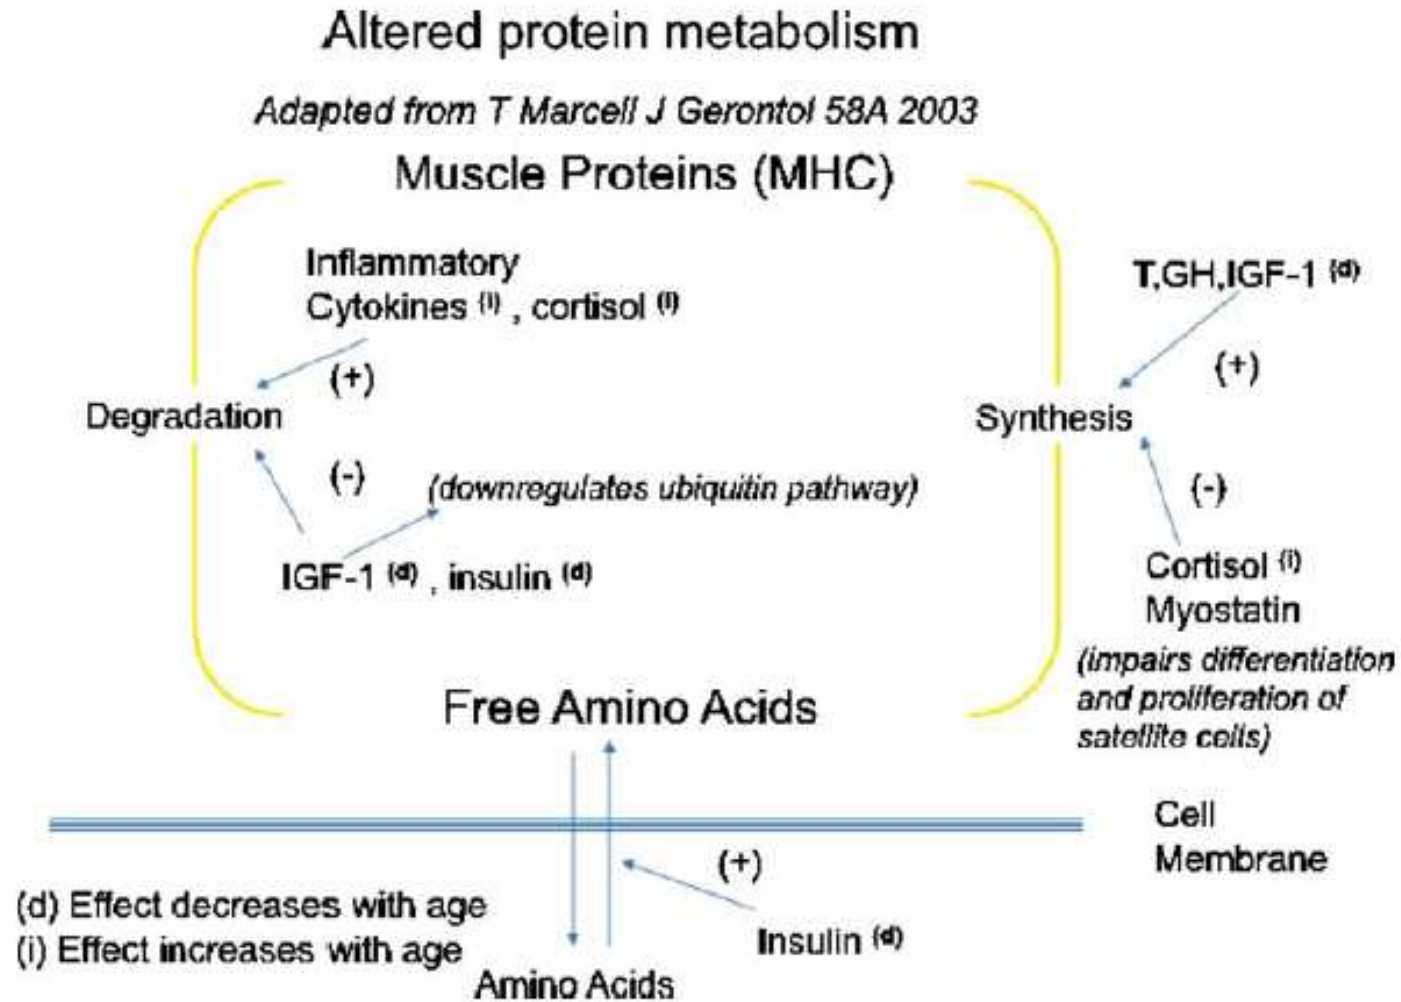 Altered protein metabolism
Adapted from T Marcell J Gerontol 58A 2003
Muscle Proteins (MHC)
Inflammatory
Cytokines (i) , cortisol (i)
(+)
Degradation
(-)
(downregulates ubiquitin pathway)
IGF-1 (d) , insulin (d)
T,GH,IGF-1 (d)
(+)
Synthesis
(-)
Cortisol (i)
Myostatin
(impairs differentiation
and proliferation of
satellite cells)
Free Amino Acids
Cell
Membrane
(+)
Insulin (d)
Amino Acids
(d) Effect decreases with age
(i) Effect increases with age